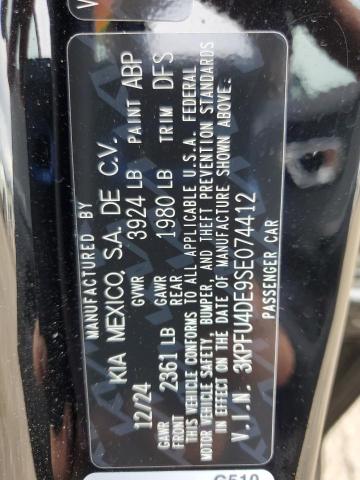 MANUFACTURED BY
KIA MEXICO, S.A. DE C.V.
12/24 GVWR 3924 LB PAINT ABP
GAWR FRONT 2361 LB GAWR REAR 1980 LB TRIM DFS
THIS VEHICLE CONFORMS TO ALL APPLICABLE U.S.A. FEDERAL
MOTOR VEHICLE SAFETY, BUMPER, AND THEFT PREVENTION STANDARDS
IN EFFECT ON THE DATE OF MANUFACTURE SHOWN ABOVE.
V.I.N. 3KPFU4DE9SE074412
PASSENGER CAR
G510